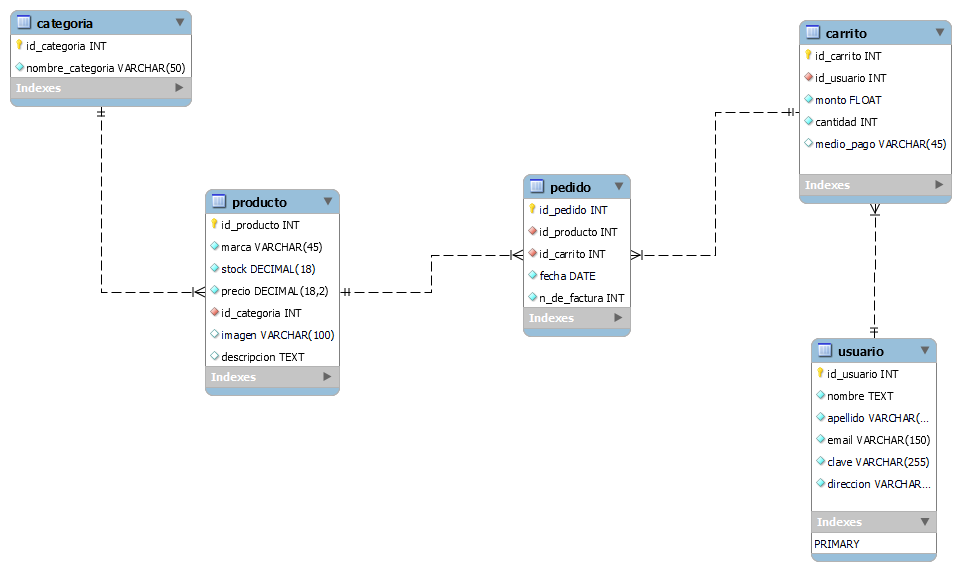 categoria
id_categoria INT
nombre_categoria VARCHAR(50)
Indexes
producto
id_producto INT
marca VARCHAR(45)
stock DECIMAL(18)
precio DECIMAL(18,2)
id_categoria INT
imagen VARCHAR(100)
descripcion TEXT
Indexes
pedido
id_pedido INT
id_producto INT
id_carrito INT
fecha DATE
n_de_factura INT
Indexes
carrito
id_carrito INT
id_usuario INT
monto FLOAT
cantidad INT
medio_pago VARCHAR(45)
Indexes
usuario
id_usuario INT
nombre TEXT
apellido VARCHAR(...
email VARCHAR(150)
clave VARCHAR(255)
direccion VARCHAR...
Indexes
PRIMARY